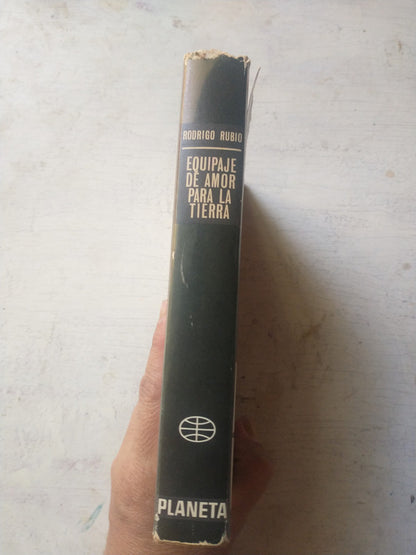 RODRIGO RUBIO
EQUIPAJE
DE AMOR
PARA LA
TIERRA
PLANETA